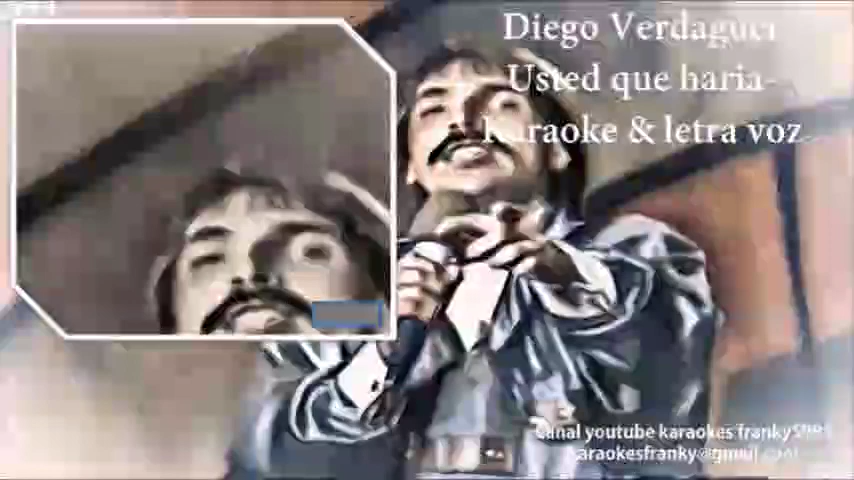 Diego Verdaguer
Usted que haria-
Karaoke & letra voz
Canal youtube karaokes franky
karaokesfranky@gmail.com